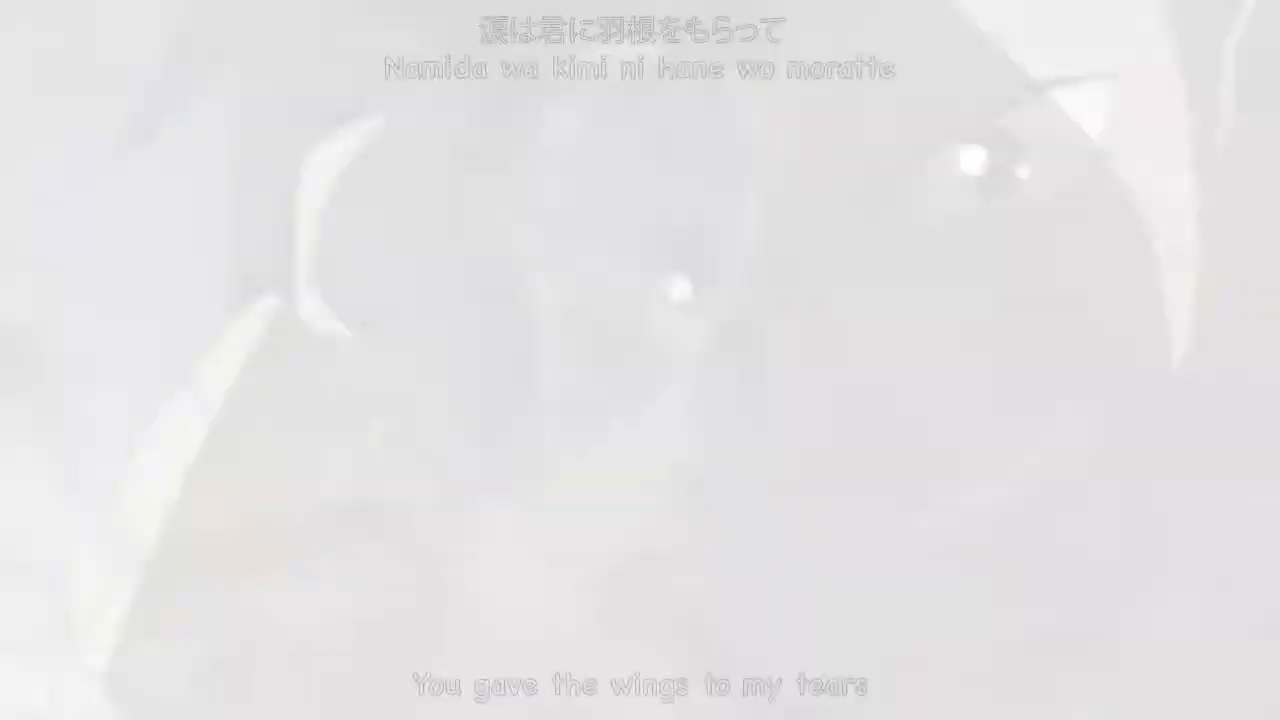 涙は君に羽根をもらって
Namida wa kimi ni hane wo moratte
You gave the wings to my tears